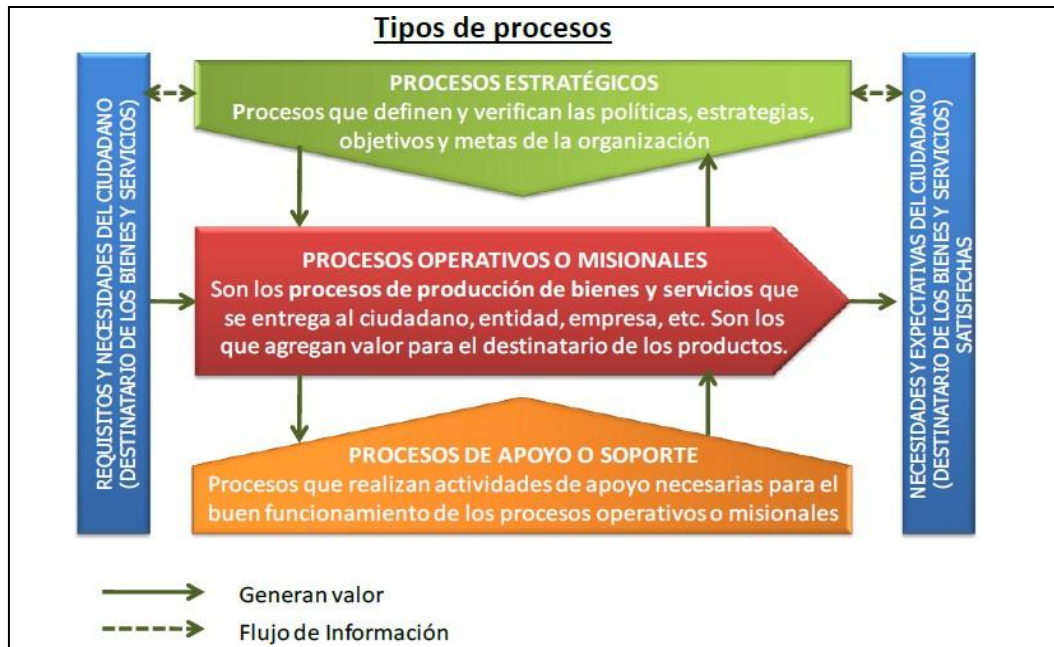 Tipos de procesos
REQUISITOS Y NECESIDADES DEL CIUDADANO
(DESTINATARIO DE LOS BIENES Y SERVICIOS)
PROCESOS ESTRATÉGICOS
Procesos que definen y verifican las políticas, estrategias,
objetivos y metas de la organización
PROCESOS OPERATIVOS O MISIONALES
Son los procesos de producción de bienes y servicios que
se entrega al ciudadano, entidad, empresa, etc. Son los
que agregan valor para el destinatario de los productos.
PROCESOS DE APOYO O SOPORTE
Procesos que realizan actividades de apoyo necesarias para el
buen funcionamiento de los procesos operativos o misionales
NECESIDADES Y EXPECTATIVAS DEL CIUDADANO
(DESTINATARIO DE LOS BIENES Y SERVICIOS)
SATISFECHAS
Generan valor
Flujo de Información